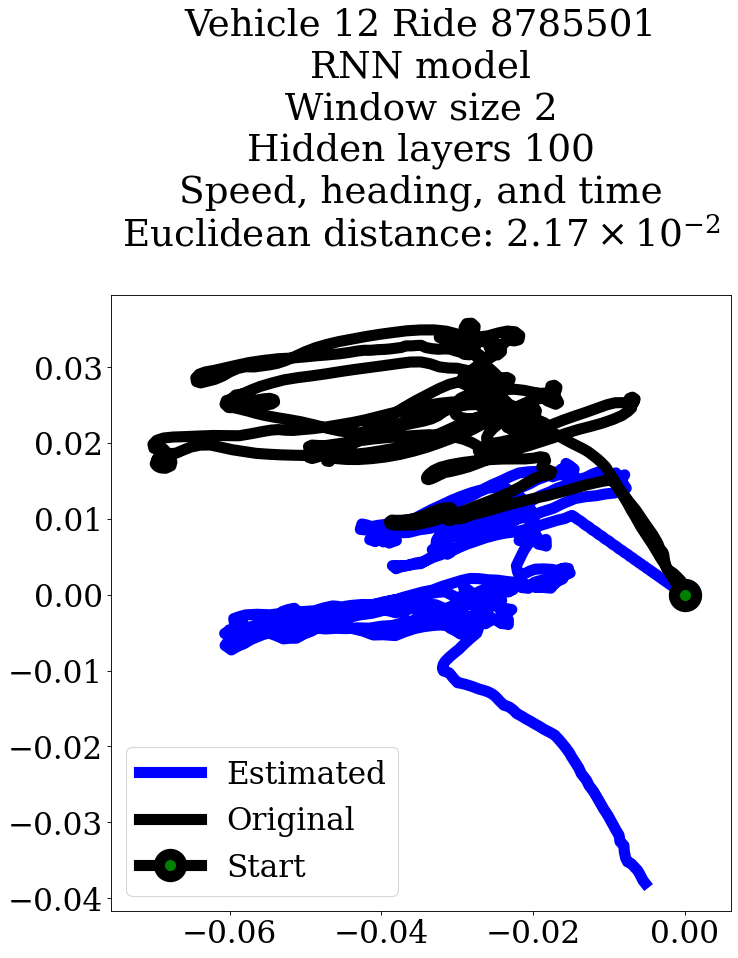 Vehicle 12 Ride 8785501
RNN model
Window size 2
Hidden layers 100
Speed, heading, and time
Euclidean distance: 2.17 × 10⁻²
0.03
0.02
0.01
0.00
−0.01
−0.02
−0.03
−0.04
Estimated
Original
Start
−0.06 −0.04 −0.02 0.00